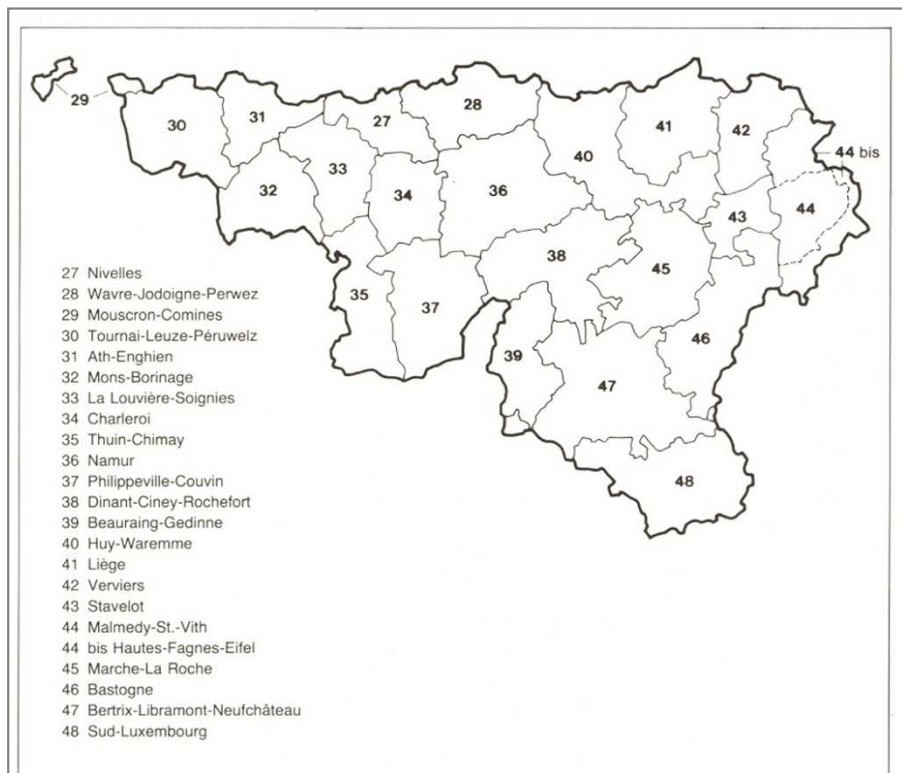 29
30
31
27
28
41
42
44 bis
40
32
33
34
36
43
44
38
45
35
37
46
39
47
48
27 Nivelles
28 Wavre-Jodoigne-Perwez
29 Mouscron-Comines
30 Tournai-Leuze-Péruwelz
31 Ath-Enghien
32 Mons-Borinage
33 La Louvière-Soignies
34 Charleroi
35 Thuin-Chimay
36 Namur
37 Philippeville-Couvin
38 Dinant-Ciney-Rochefort
39 Beauraing-Gedinne
40 Huy-Waremme
41 Liège
42 Verviers
43 Stavelot
44 Malmedy-St.-Vith
44 bis Hautes-Fagnes-Eifel
45 Marche-La Roche
46 Bastogne
47 Bertrix-Libramont-Neufchâteau
48 Sud-Luxembourg